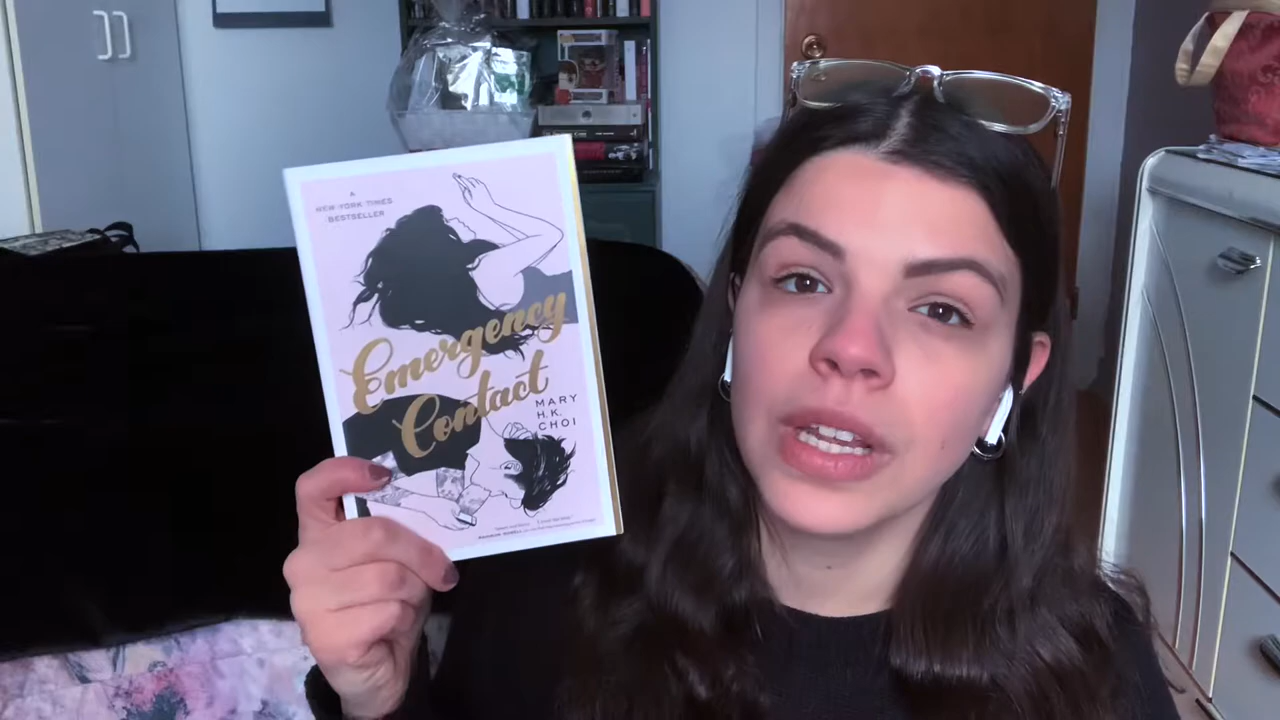 A
NEW YORK TIMES
BESTSELLER
Emergency
Contact
MARY
H.K.
CHOI